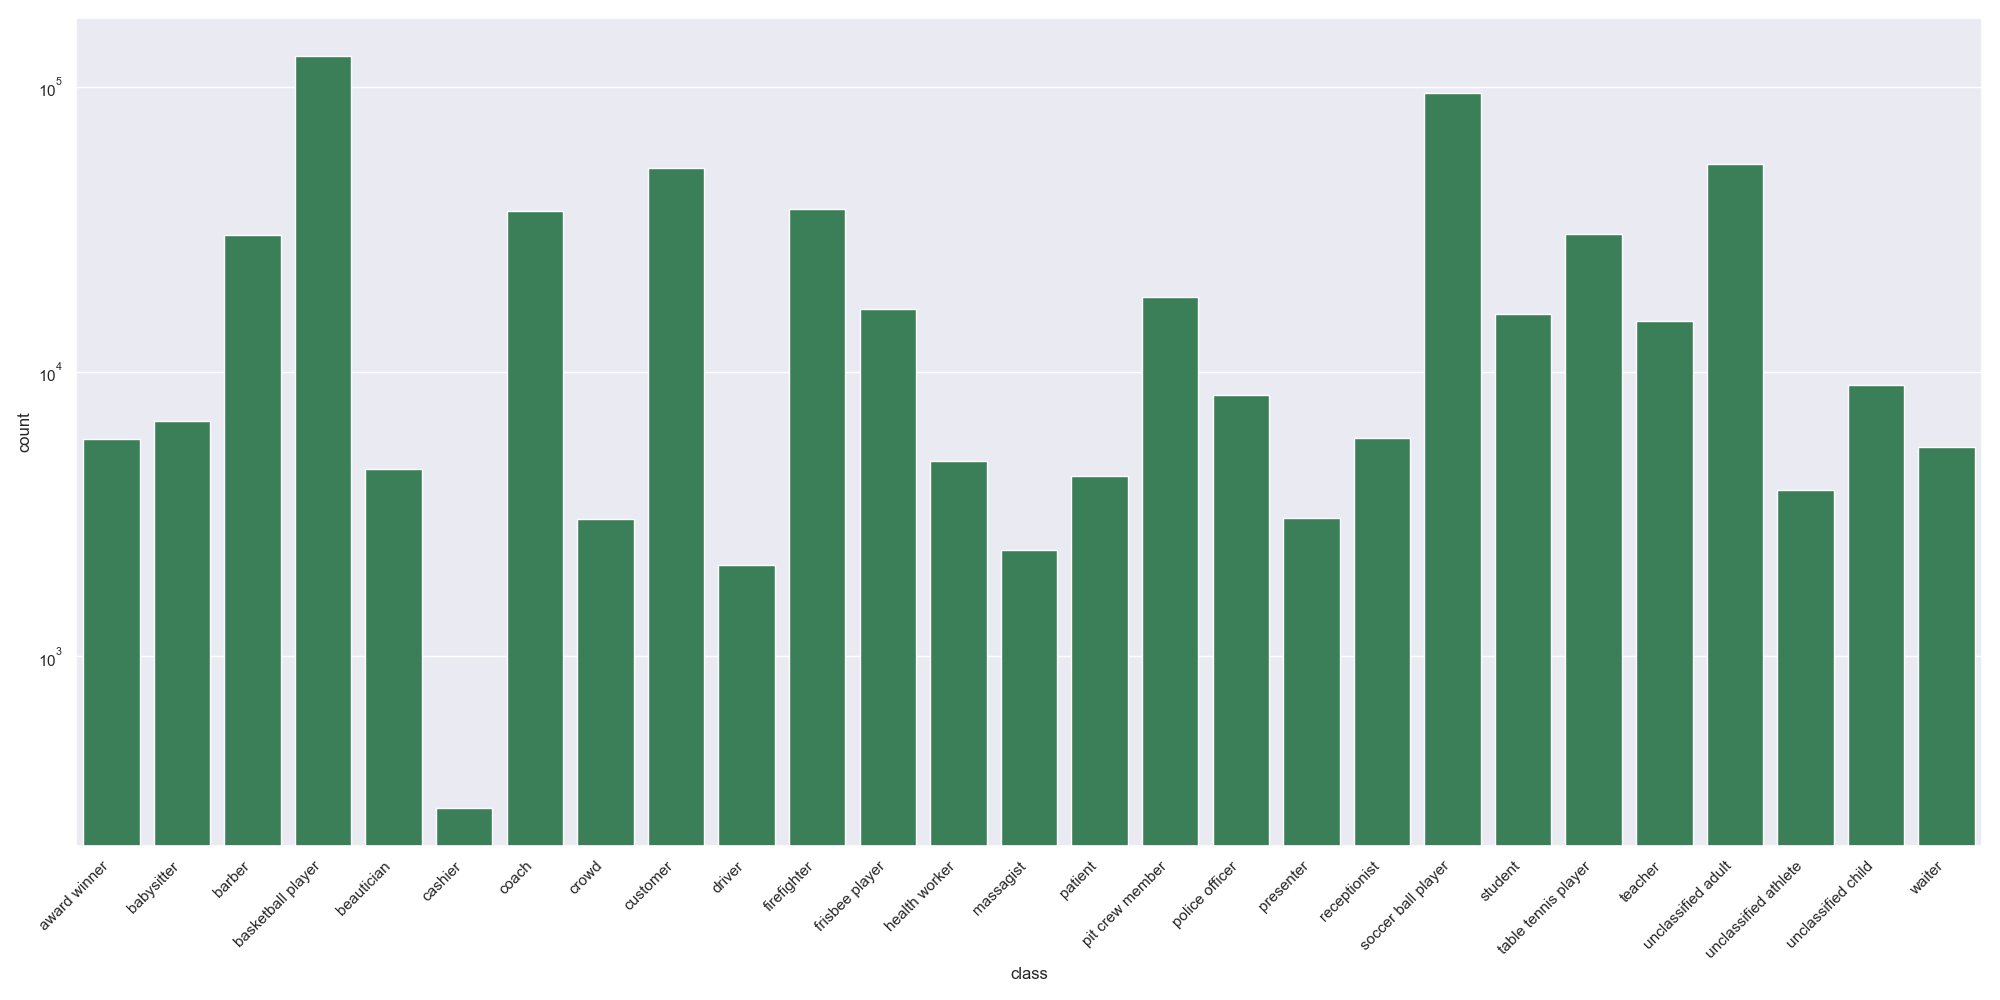 10^5
10^4
10^3
count
award winner
babysitter
barber
basketball player
beautician
cashier
coach
crowd
customer
driver
firefighter
frisbee player
health worker
massagist
patient
pit crew member
police officer
presenter
receptionist
soccer ball player
student
table tennis player
teacher
unclassified adult
unclassified athlete
unclassified child
waiter
class